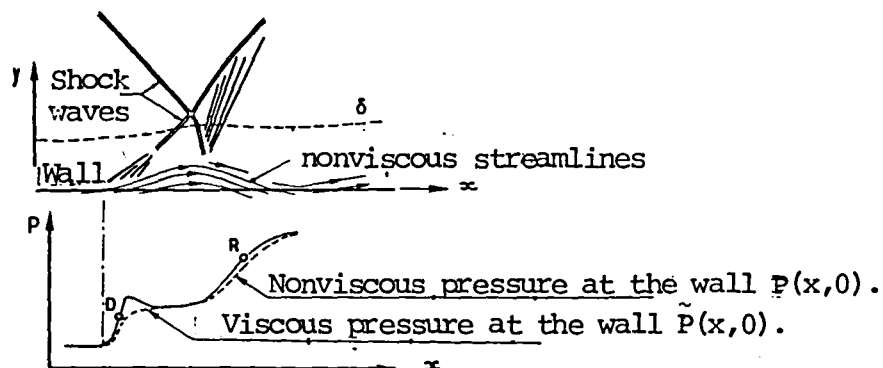 y
Shock
waves
δ
Wall
nonviscous streamlines
x
P
R
D
Nonviscous pressure at the wall P(x,0).
Viscous pressure at the wall P̃(x,0).
x